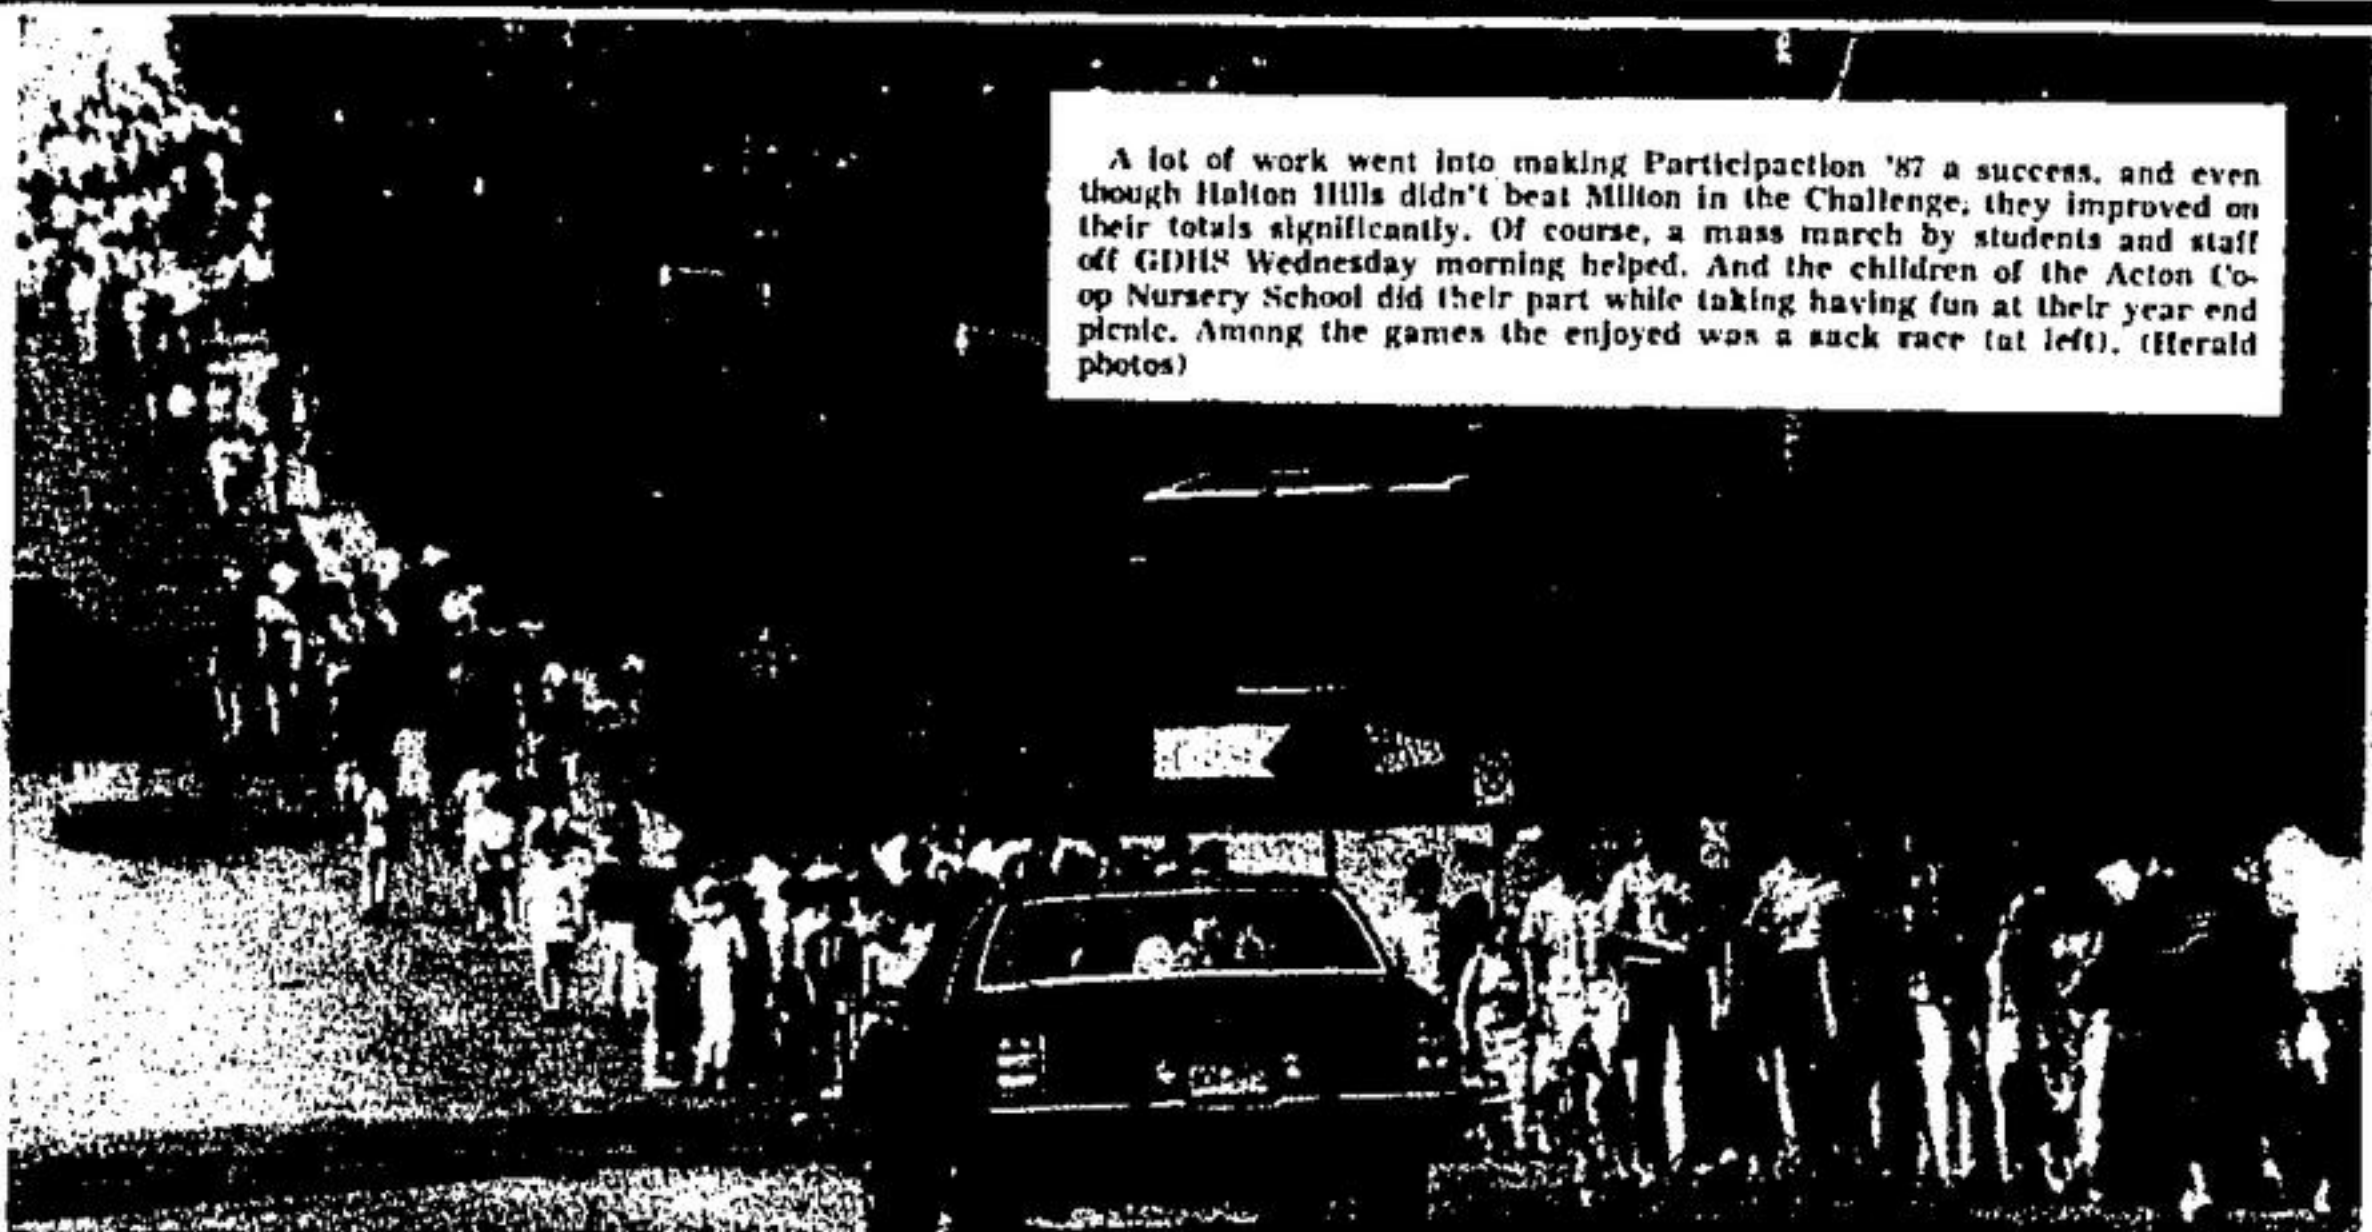 A lot of work went into making Participaction '87 a success, and even
though Halton Hills didn't beat Milton in the Challenge, they improved on
their totals significantly. Of course, a mass march by students and staff
off GDHS Wednesday morning helped. And the children of the Acton Co-
op Nursery School did their part while taking having fun at their year end
picnic. Among the games the enjoyed was a sack race (at left). (Herald
photos)